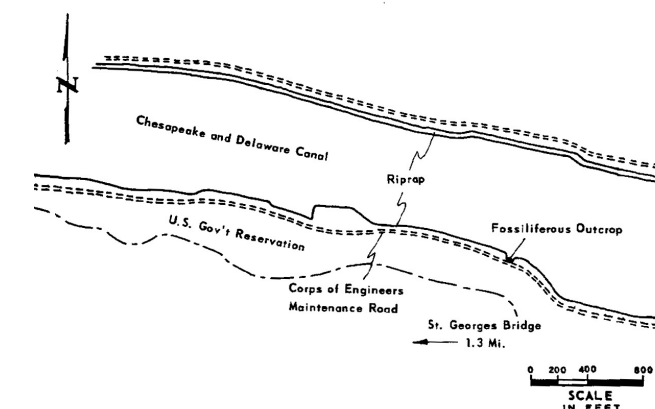 N
Chesapeake and Delaware Canal
Riprap
Fossiliferous Outcrop
U.S. Gov't Reservation
Corps of Engineers
Maintenance Road
St. Georges Bridge
1.3 Mi.
0 200 400 800
SCALE
IN FEET